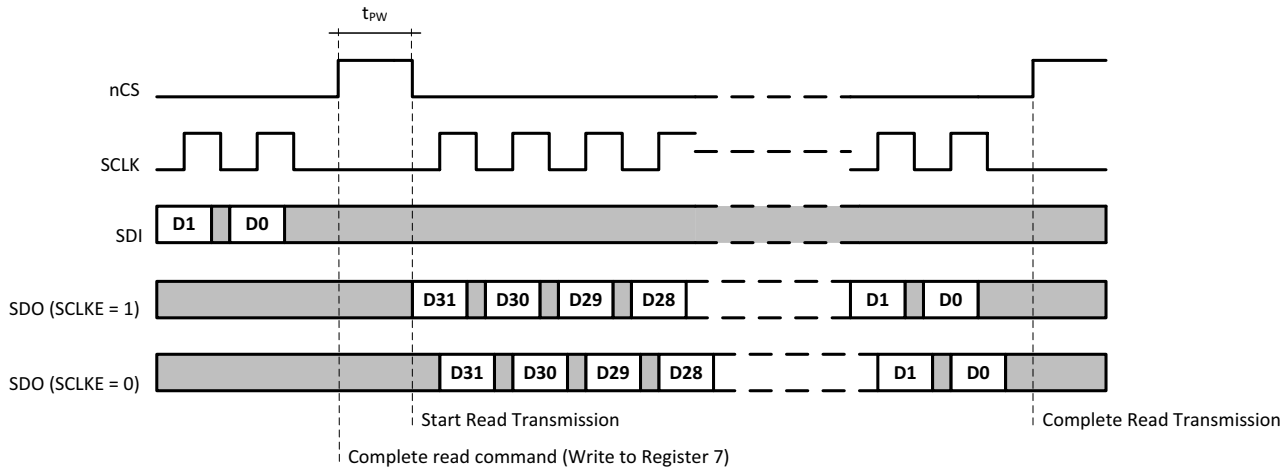 tPW
nCS
SCLK
SDI
D1 D0
SDO (SCLKE = 1)
D31 D30 D29 D28 D1 D0
SDO (SCLKE = 0)
D31 D30 D29 D28 D1 D0
Start Read Transmission
Complete Read Transmission
Complete read command (Write to Register 7)